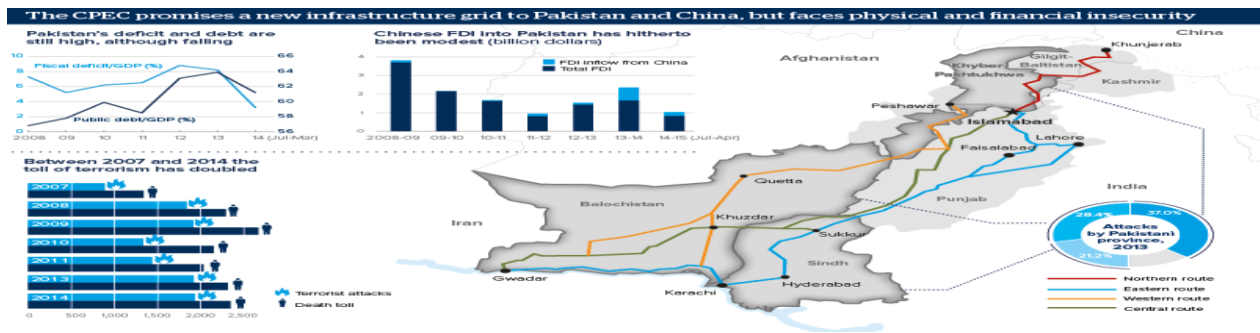 The CPEC promises a new infrastructure grid to Pakistan and China, but faces physical and financial insecurity
Pakistan's deficit and debt are
still high, although falling
10
8
6
4
2
0
66
64
62
60
58
56
Fiscal deficit/GDP (%)
Public debt/GDP (%)
2008
09
10
11
12
13
14 (Jul-Mar)
Chinese FDI into Pakistan has hitherto
been modest (billion dollars)
4
3
2
1
0
FDI inflow from China
Total FDI
2008-09
09-10
10-11
11-12
12-13
13-14
14-15 (Jul-Apr)
Between 2007 and 2014 the
toll of terrorism has doubled
2007
2008
2009
2010
2011
2013
2014
0
500
1,000
1,500
2,000
2,500
Terrorist attacks
Death toll
China
Khunjerab
Gilgit-
Baltistan
Afghanistan
Khyber
Pashtukhwa
Kashmir
Peshawar
Islamabad
Lahore
Faisalabad
Quetta
India
Punjab
Balochistan
Iran
Khuzdar
Sukkur
Sindh
Gwadar
Karachi
Hyderabad
28.4%
37.0%
Attacks
by Pakistani
province,
2013
21.2%
Northern route
Eastern route
Western route
Central route